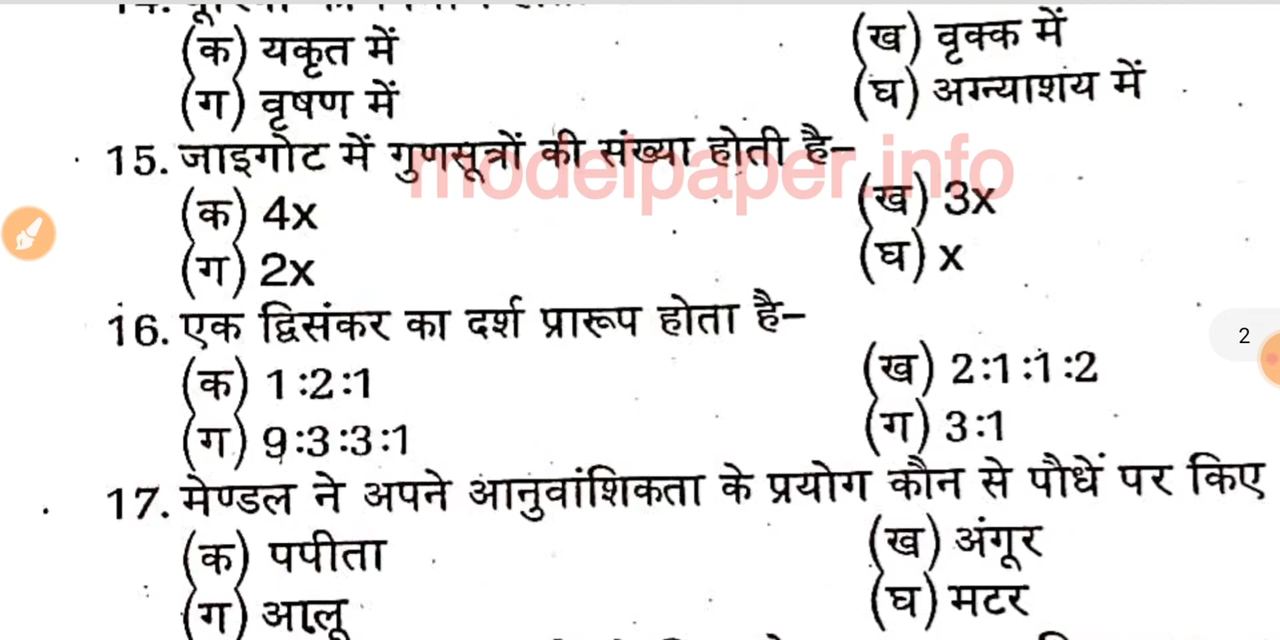 (क) यकृत में (ख) वृक्क में
(ग) वृषण में (घ) अग्न्याशय में
15. जाइगोट में गुणसूत्रों की संख्या होती है–
modelpaper.info
(क) 4x (ख) 3x
(ग) 2x (घ) x
16. एक द्विसंकर का दर्श प्रारूप होता है–
(क) 1:2:1 (ख) 2:1:1:2
2
(ग) 9:3:3:1 (ग) 3:1
17. मेण्डल ने अपने आनुवांशिकता के प्रयोग कौन से पौधें पर किए
(क) पपीता (ख) अंगूर
(ग) आलू (घ) मटर